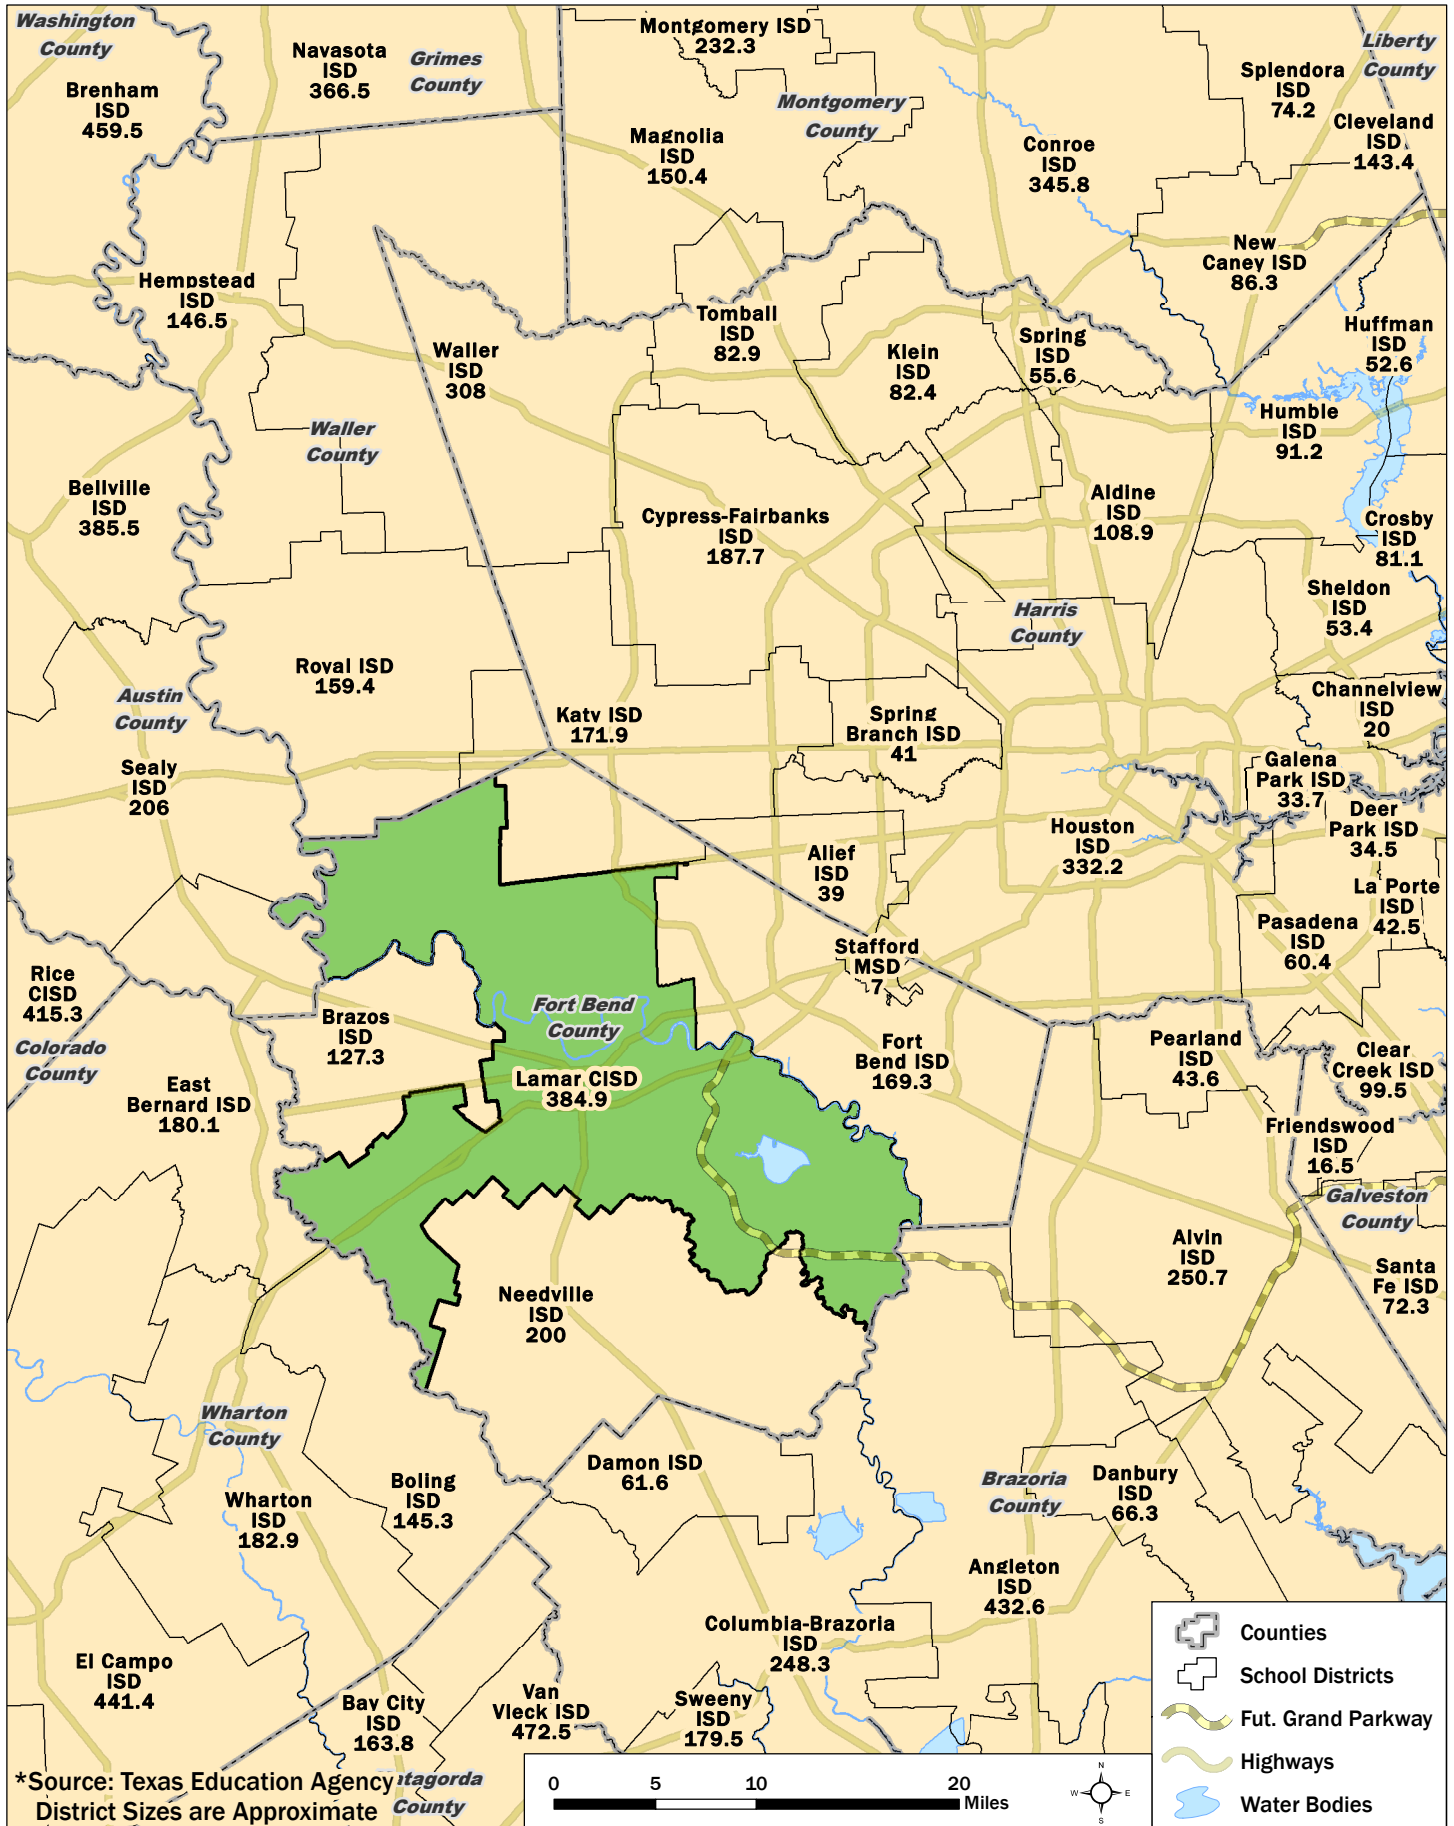 Washington
County
Navasota
ISD
366.5
Grimes
County
Montgomery ISD
232.3
Liberty
County
Brenham
ISD
459.5
Montgomery
County
Splendora
ISD
74.2
Magnolia
ISD
150.4
Conroe
ISD
345.8
Cleveland
ISD
143.4
New
Caney ISD
86.3
Hempstead
ISD
146.5
Tomball
ISD
82.9
Waller
ISD
308
Klein
ISD
82.4
Spring
ISD
55.6
Huffman
ISD
52.6
Waller
County
Humble
ISD
91.2
Bellville
ISD
385.5
Cypress-Fairbanks
ISD
187.7
Aldine
ISD
108.9
Crosby
ISD
81.1
Harris
County
Sheldon
ISD
53.4
Royal ISD
159.4
Austin
County
Katy ISD
171.9
Spring
Branch ISD
41
Channelview
ISD
20
Sealy
ISD
206
Galena
Park ISD
33.7
Deer
Park ISD
34.5
Alief
ISD
39
Houston
ISD
332.2
La Porte
ISD
42.5
Pasadena
ISD
60.4
Stafford
MSD
7
Rice
CISD
415.3
Colorado
County
Brazos
ISD
127.3
Fort Bend
County
Fort
Bend ISD
169.3
Pearland
ISD
43.6
Clear
Creek ISD
99.5
East
Bernard ISD
180.1
Lamar CISD
384.9
Friendswood
ISD
16.5
Galveston
County
Alvin
ISD
250.7
Santa
Fe ISD
72.3
Needville
ISD
200
Wharton
County
Damon ISD
61.6
Brazoria
County
Danbury
ISD
66.3
Boling
ISD
145.3
Wharton
ISD
182.9
Angleton
ISD
432.6
Columbia-Brazoria
ISD
248.3
El Campo
ISD
441.4
Bay City
ISD
163.8
Van
Vleck ISD
472.5
Sweeny
ISD
179.5
tagorda
County
*Source: Texas Education Agency
District Sizes are Approximate
0 5 10 20
Miles
N
W E
S
Counties
School Districts
Fut. Grand Parkway
Highways
Water Bodies